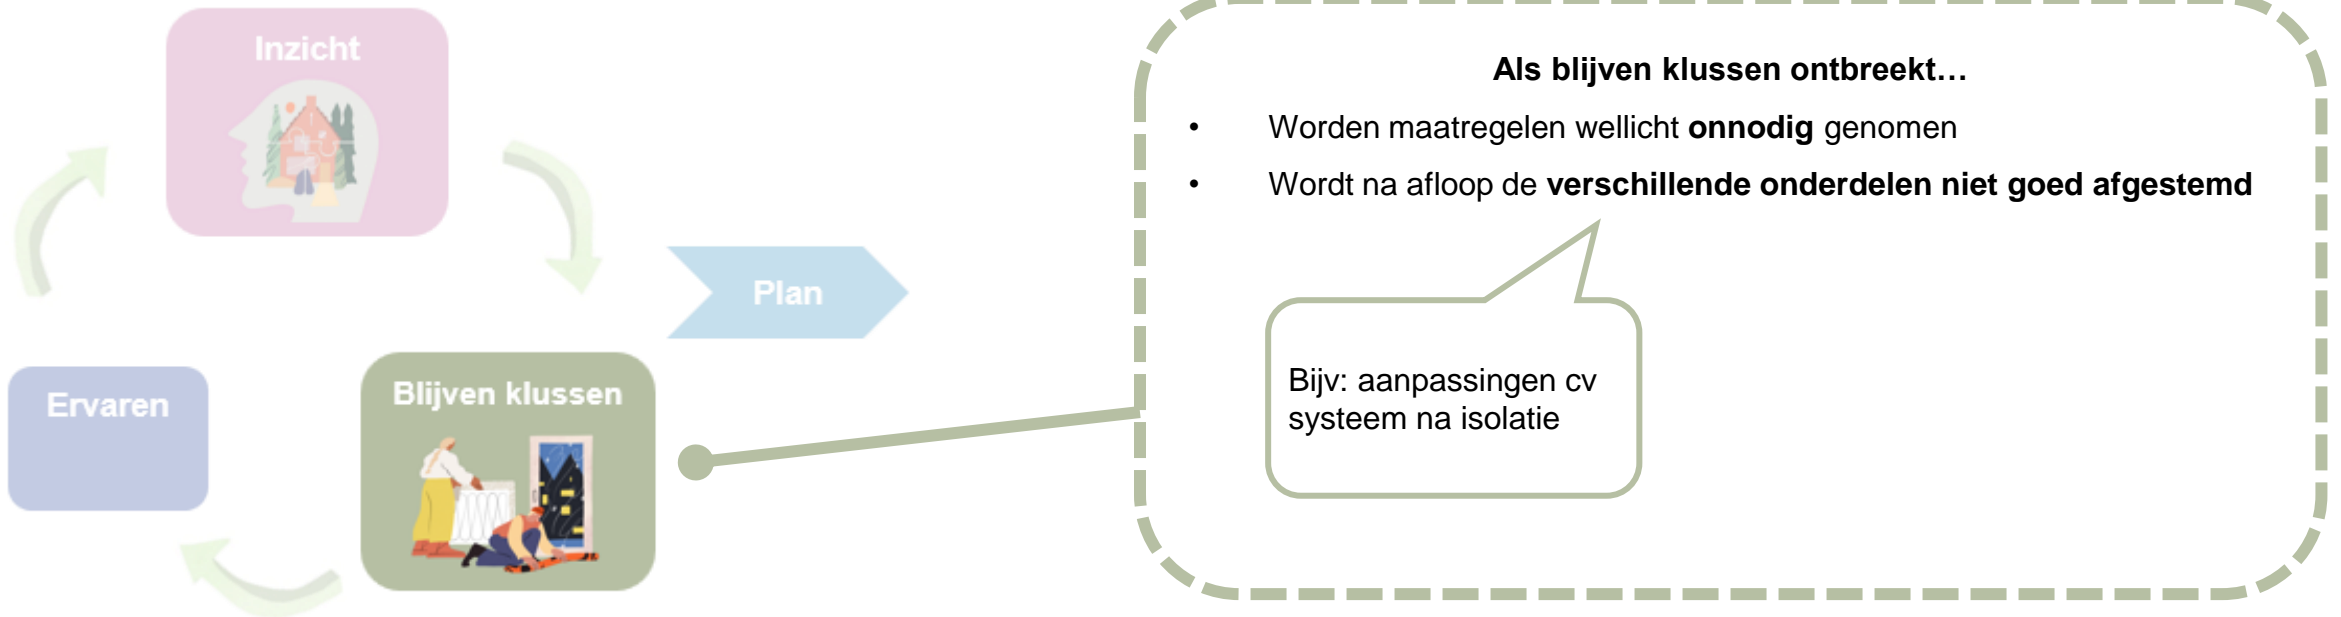 Inzicht
Plan
Ervaren
Blijven klussen
Als blijven klussen ontbreekt…
• Worden maatregelen wellicht onnodig genomen
• Wordt na afloop de verschillende onderdelen niet goed afgestemd
Bijv: aanpassingen cv
systeem na isolatie